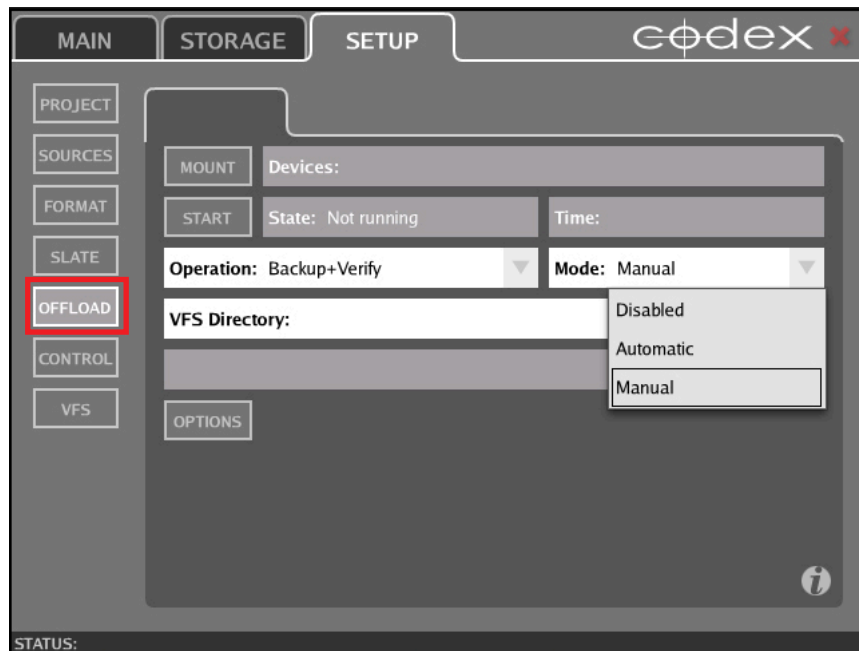 MAIN STORAGE SETUP codex
PROJECT
SOURCES
FORMAT
SLATE
OFFLOAD
CONTROL
VFS
MOUNT Devices:
START State: Not running Time:
Operation: Backup+Verify Mode: Manual
Disabled
Automatic
Manual
VFS Directory:
OPTIONS
i
STATUS: